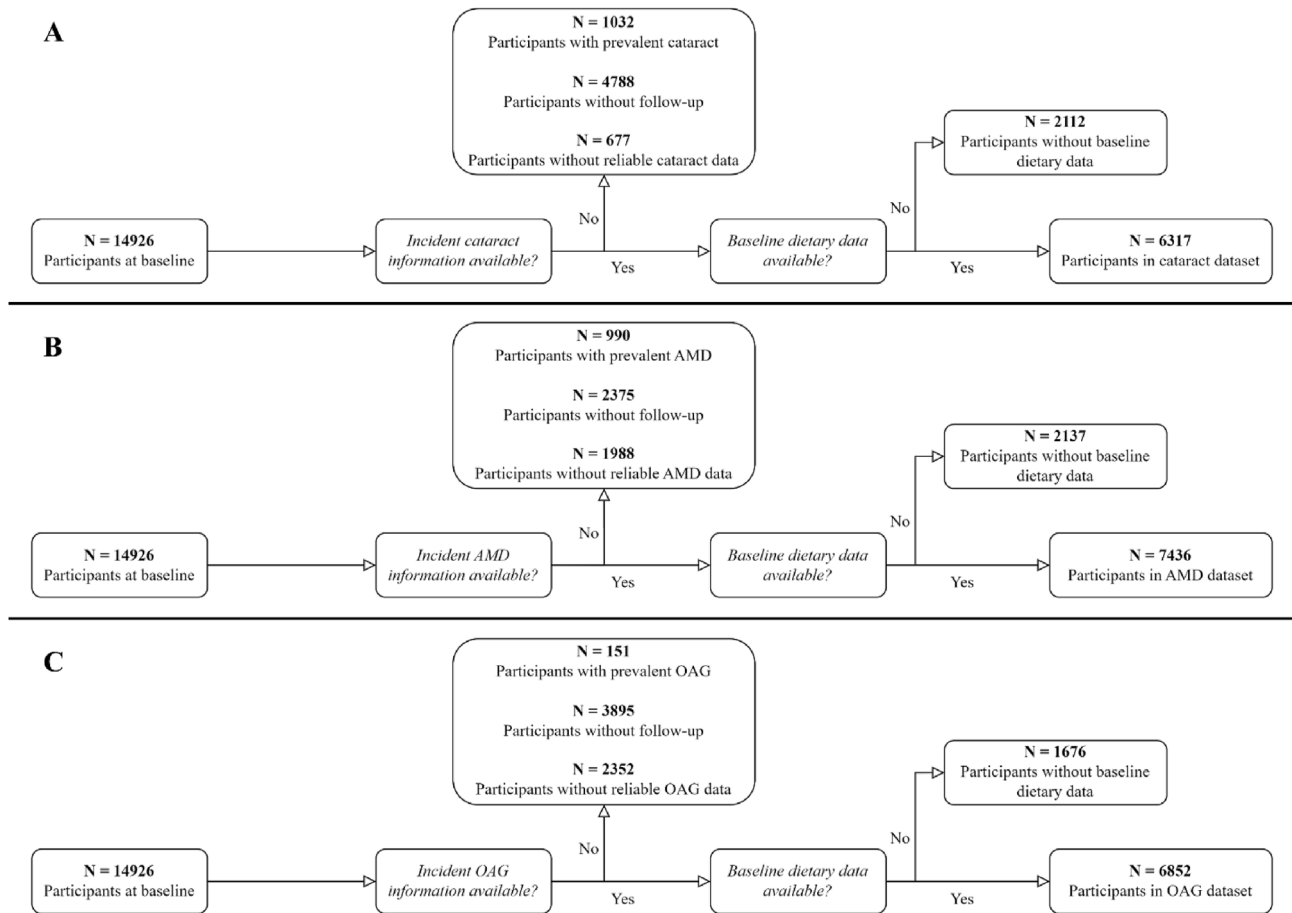 A
N = 1032
Participants with prevalent cataract
N = 4788
Participants without follow-up
N = 677
Participants without reliable cataract data
N = 2112
Participants without baseline
dietary data
No
No
N = 14926
Participants at baseline
Incident cataract
information available?
Yes
Baseline dietary data
available?
Yes
N = 6317
Participants in cataract dataset
B
N = 990
Participants with prevalent AMD
N = 2375
Participants without follow-up
N = 1988
Participants without reliable AMD data
N = 2137
Participants without baseline
dietary data
No
No
N = 14926
Participants at baseline
Incident AMD
information available?
Yes
Baseline dietary data
available?
Yes
N = 7436
Participants in AMD dataset
C
N = 151
Participants with prevalent OAG
N = 3895
Participants without follow-up
N = 2352
Participants without reliable OAG data
N = 1676
Participants without baseline
dietary data
No
No
N = 14926
Participants at baseline
Incident OAG
information available?
Yes
Baseline dietary data
available?
Yes
N = 6852
Participants in OAG dataset